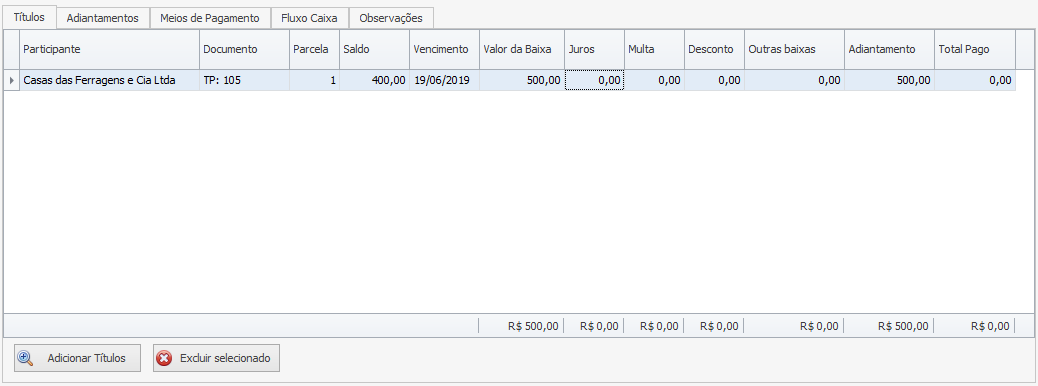 Títulos Adiantamentos Meios de Pagamento Fluxo Caixa Observações
Participante Documento Parcela Saldo Vencimento Valor da Baixa Juros Multa Desconto Outras baixas Adiantamento Total Pago
Casas das Ferragens e Cia Ltda TP: 105 1 400,00 19/06/2019 500,00 0,00 0,00 0,00 0,00 500,00 0,00
R$ 500,00 R$ 0,00 R$ 0,00 R$ 0,00 R$ 0,00 R$ 500,00 R$ 0,00
Adicionar Títulos Excluir selecionado